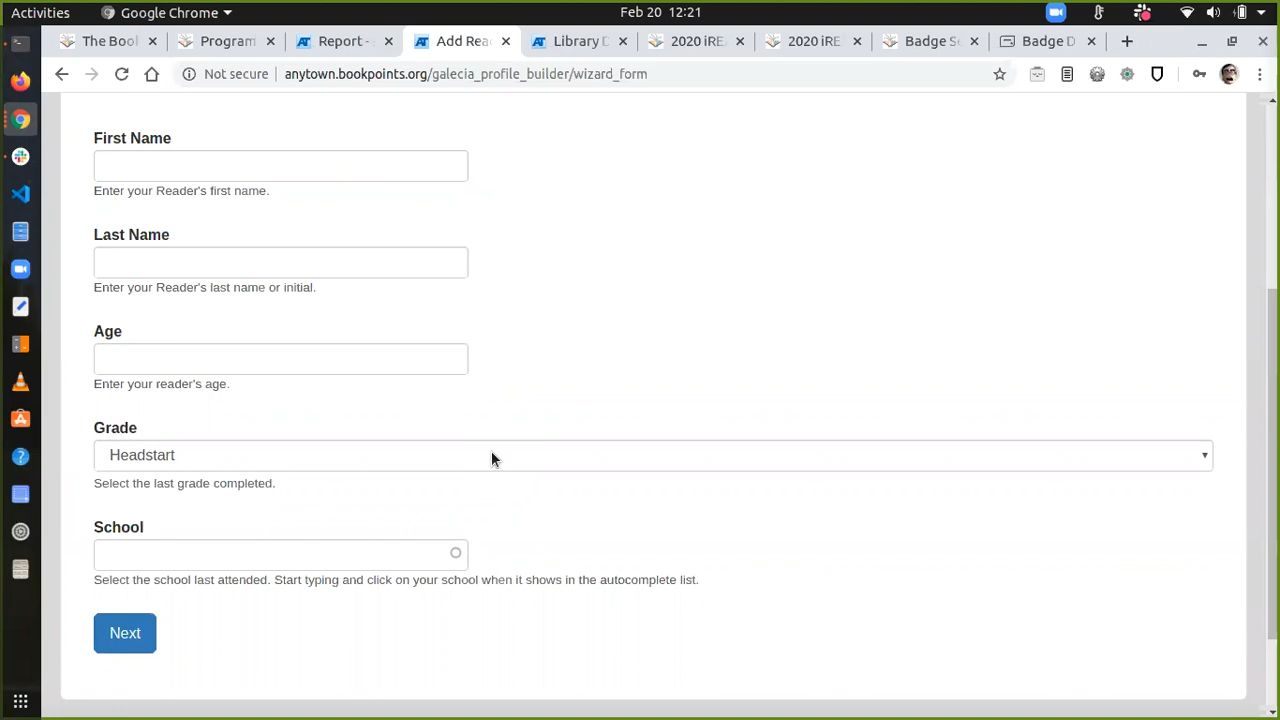 Activities
Google Chrome
Feb 20 12:21
The Bool
Program
Report -
Add Rea
Library D
2020 iRE
2020 iRE
Badge Se
Badge D
Not secure
anytown.bookpoints.org/galecia_profile_builder/wizard_form
First Name
Enter your Reader's first name.
Last Name
Enter your Reader's last name or initial.
Age
Enter your reader's age.
Grade
Headstart
Select the last grade completed.
School
Select the school last attended. Start typing and click on your school when it shows in the autocomplete list.
Next